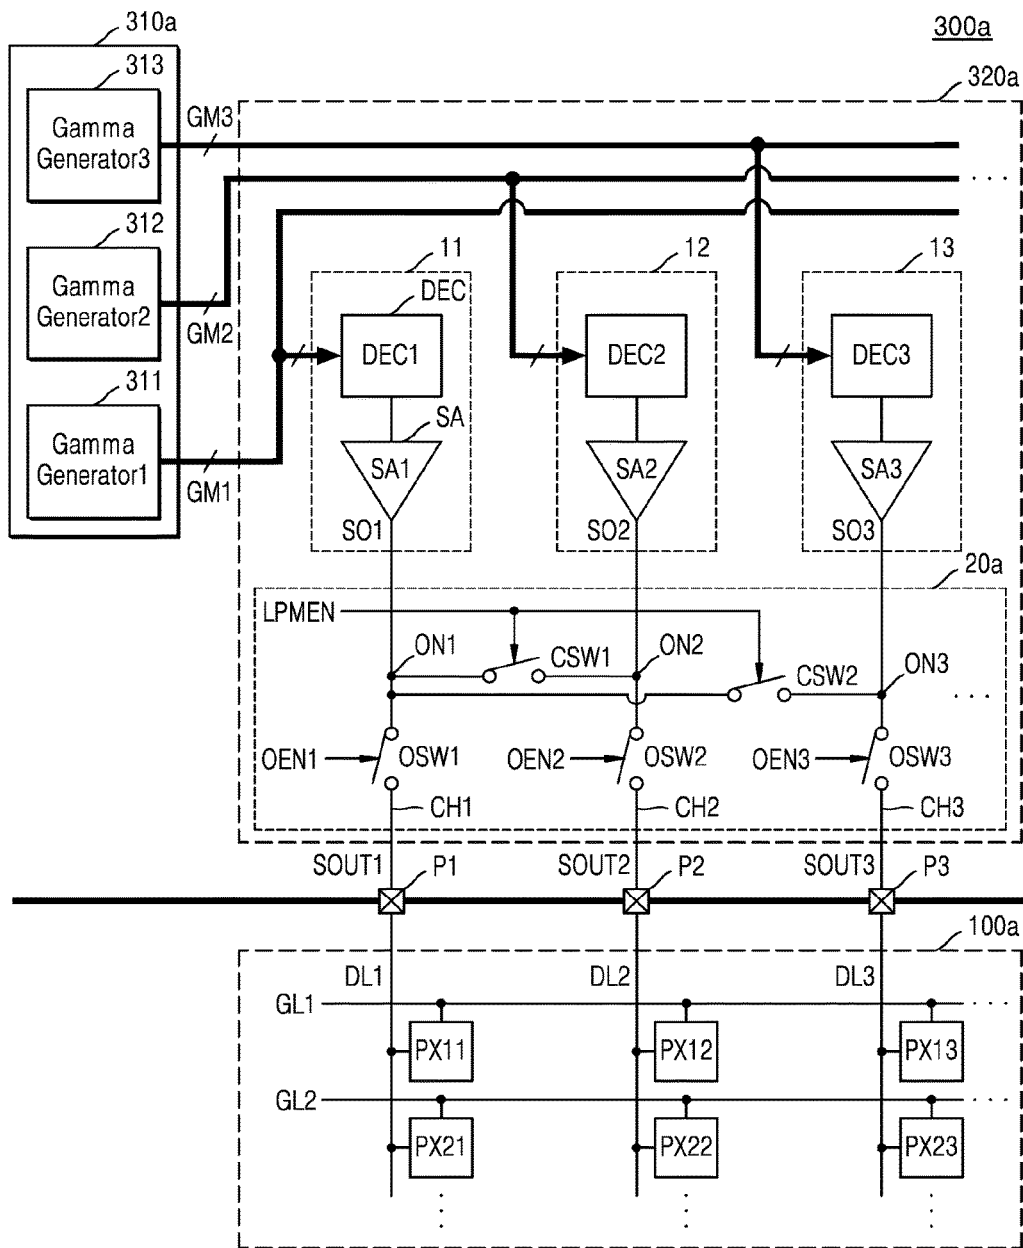 300a
310a
320a
313
Gamma
Generator3
GM3
312
Gamma
Generator2
GM2
311
Gamma
Generator1
GM1
11
12
13
DEC
DEC1
DEC2
DEC3
SA
SA1
SA2
SA3
SO1
SO2
SO3
20a
LPMEN
ON1
CSW1
ON2
CSW2
ON3
. . .
OEN1
OSW1
OEN2
OSW2
OEN3
OSW3
CH1
CH2
CH3
SOUT1
P1
SOUT2
P2
SOUT3
P3
100a
DL1
DL2
DL3
GL1
PX11
PX12
PX13
GL2
PX21
PX22
PX23